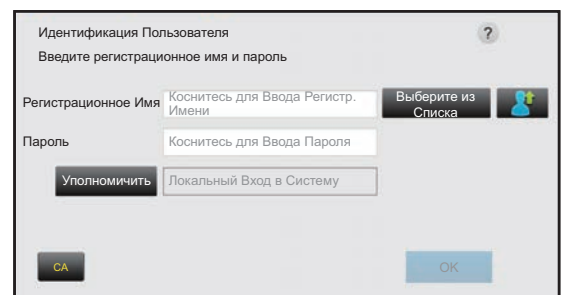 Идентификация Пользователя
?
Введите регистрационное имя и пароль
Регистрационное Имя
Коснитесь для Ввода Регистр.
Имени
Выберите из
Списка
Пароль
Коснитесь для Ввода Пароля
Уполномичить
Локальный Вход в Систему
CA
OK